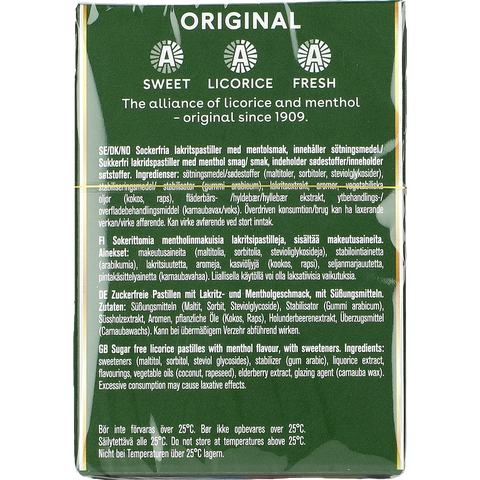 ORIGINAL
A A A
SWEET LICORICE FRESH
The alliance of licorice and menthol
– original since 1909.
SE/DK/NO Sockerfria lakritspastiller med mentolsmak, innehåller sötningsmedel./
Sukkerfri lakridspastiller med menthol smag/ smak, indeholder sødestoffer/inneholder
søtstoffer. Ingredienser: sötningsmedel/sødestoffer (maltitoler, sorbitoler, steviolglykosider),
stabiliseringsmedel/ stabilisator (gummi arabicum), lakritsextrakt, aromer, vegetabiliska
oljor (kokos, raps), fläderbärs- /hyldebær/hyllebær ekstrakt, ytbehandlings-/
overfladebehandlingsmiddel (karnaubavax/voks). Överdriven konsumtion/brug kan ha laxerande
verkan/virke afførende. Kan virke avførende ved stort inntak.
FI Sokerittomia mentholinmakuisia lakritsipastilleja, sisältää makeutusaineita.
Ainekset: makeutusaineita (maltitolia, sorbitolia, stevioliglykosideja), stabilointiainetta
(arabikumia), lakritsiuutetta, aromeja, kasviöljyjä (kookos, rapsi), seljanmarjauutetta,
pintakäsittelyainetta (karnaubavahaa). Liiallisella käytöllä voi olla laksatiivisia vaikutuksia.
DE Zuckerfreie Pastillen mit Lakritz- und Mentholgeschmack, mit Süßungsmitteln.
Zutaten: Süßungsmitteln (Maltit, Sorbit, Steviolglycoside), Stabilisator (Gummi arabicum),
Süssholzextrakt, Aromen, pflanzliche Öle (Kokos, Raps), Holunderbeerenextrakt, Überzugsmittel
(Carnaubawachs). Kann bei übermäßigem Verzehr abführend wirken.
GB Sugar free licorice pastilles with menthol flavour, with sweeteners. Ingredients:
sweeteners (maltitol, sorbitol, steviol glycosides), stabilizer (gum arabic), liquorice extract,
flavourings, vegetable oils (coconut, rapeseed), elderberry extract, glazing agent (carnauba wax).
Excessive consumption may cause laxative effects.
Bör inte förvaras över 25°C. Bør ikke opbevares over 25°C.
Säilytettävä alle 25°C. Do not store at temperatures above 25°C.
Nicht bei Temperaturen über 25°C lagern.